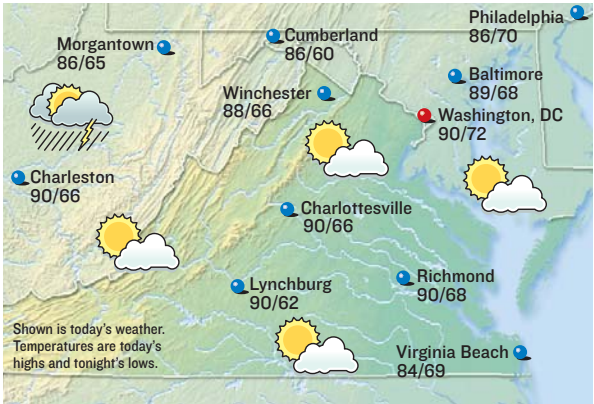 Philadelphia
86/70
Morgantown
86/65
Cumberland
86/60
Baltimore
89/68
Winchester
88/66
Washington, DC
90/72
Charleston
90/66
Charlottesville
90/66
Lynchburg
90/62
Richmond
90/68
Shown is today's weather.
Temperatures are today's
highs and tonight's lows.
Virginia Beach
84/69